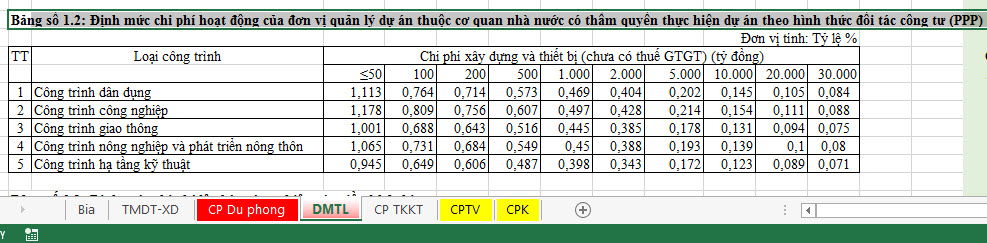 Bảng số 1.2: Định mức chi phí hoạt động của đơn vị quản lý dự án thuộc cơ quan nhà nước có thẩm quyền thực hiện dự án theo hình thức đối tác công tư (PPP)
Đơn vị tính: Tỷ lệ %
TT Loại công trình Chi phí xây dựng và thiết bị (chưa có thuế GTGT) (tỷ đồng)
≤50 100 200 500 1.000 2.000 5.000 10.000 20.000 30.000
1 Công trình dân dụng 1,113 0,764 0,714 0,573 0,469 0,404 0,202 0,145 0,105 0,084
2 Công trình công nghiệp 1,178 0,809 0,756 0,607 0,497 0,428 0,214 0,154 0,111 0,088
3 Công trình giao thông 1,001 0,688 0,643 0,516 0,445 0,385 0,178 0,131 0,094 0,075
4 Công trình nông nghiệp và phát triển nông thôn 1,065 0,731 0,684 0,549 0,45 0,388 0,193 0,139 0,1 0,08
5 Công trình hạ tầng kỹ thuật 0,945 0,649 0,606 0,487 0,398 0,343 0,172 0,123 0,089 0,071
Bia TMDT-XD CP Du phong DMTL CP TKKT CPTV CPK
Y